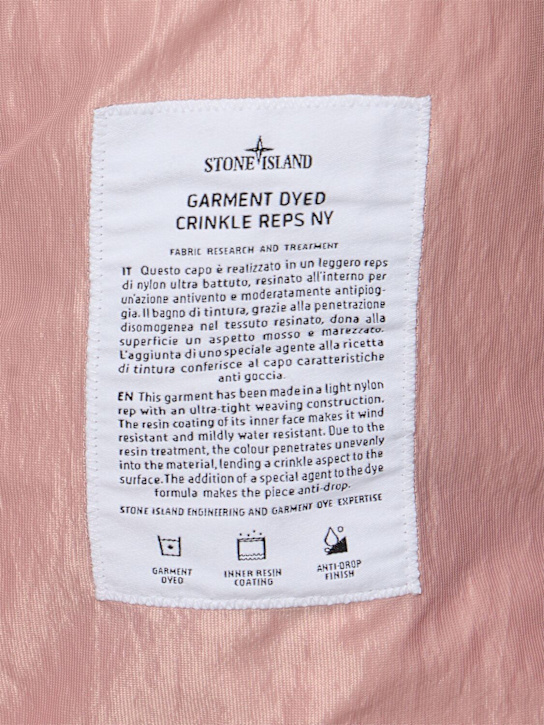 STONE ISLAND
GARMENT DYED
CRINKLE REPS NY
FABRIC RESEARCH AND TREATMENT
IT Questo capo è realizzato in un leggero reps
di nylon ultra battuto, resinato all'interno per
un'azione antivento e moderatamente antipiog-
gia. Il bagno di tintura, grazie alla penetrazione
disomogenea nel tessuto resinato, dona alla
superficie un aspetto mosso e marezzato.
L'aggiunta di uno speciale agente alla ricetta
di tintura conferisce al capo caratteristiche
anti goccia.
EN This garment has been made in a light nylon
rep with an ultra-tight weaving construction.
The resin coating of its inner face makes it wind
resistant and mildly water resistant. Due to the
resin treatment, the colour penetrates unevenly
into the material, lending a crinkle aspect to the
surface. The addition of a special agent to the dye
formula makes the piece anti-drop.
STONE ISLAND ENGINEERING AND GARMENT DYE EXPERTISE
GARMENT
DYED
INNER RESIN
COATING
ANTI-DROP
FINISH